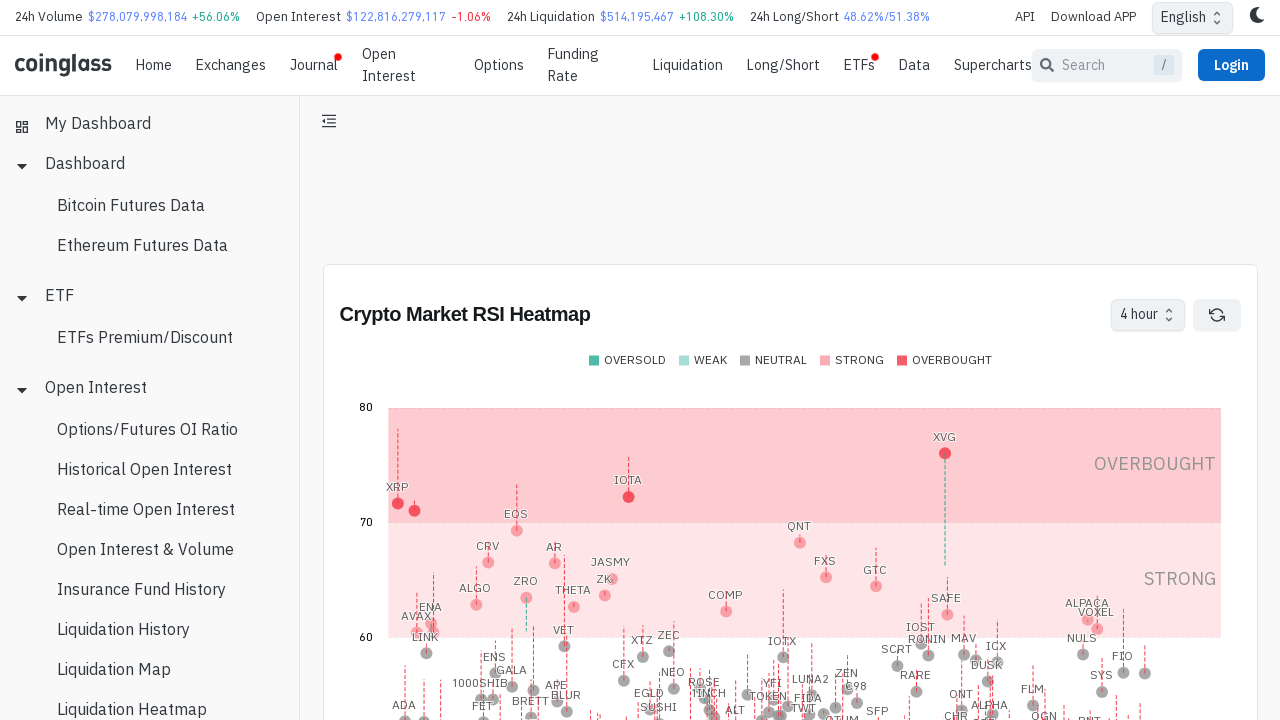 24h Volume $278,079,998,184 +56.06% Open Interest $122,816,279,117 -1.06% 24h Liquidation $514,195,467 +108.30% 24h Long/Short 48.62%/51.38% API Download APP English
coinglass Home Exchanges Journal Open Interest Options Funding Rate Liquidation Long/Short ETFs Data Supercharts Search / Login
My Dashboard
Dashboard
Bitcoin Futures Data
Ethereum Futures Data
ETF
ETFs Premium/Discount
Open Interest
Options/Futures OI Ratio
Historical Open Interest
Real-time Open Interest
Open Interest & Volume
Insurance Fund History
Liquidation History
Liquidation Map
Liquidation Heatmap
Crypto Market RSI Heatmap
4 hour
OVERSOLD WEAK NEUTRAL STRONG OVERBOUGHT
80
XVG
OVERBOUGHT
IOTA
XRP
EOS
70
QNT
CRV
AR
JASMY
FXS
GTC
STRONG
ZRO
ZK
ALGO
THETA
COMP
SAFE
ALPACA
ENA
VOXEL
AVAX
IOST
VET
60
LINK
XTZ
ZEC
IOTX
RONIN
MAV
NULS
SCRT
ICX
ENS
CFX
FIO
GALA
NEO
DUSK
ZEN
RARE
SYS
1000SHIB
APE
ROSE
YFI
LUNA2
C98
FLM
BLUR
EGLD
1INCH
TOKEN
FIDA
ONT
ADA
FET
BRETT
SUSHI
ALT
TWT
SFP
ALPHA
CHR
OGN